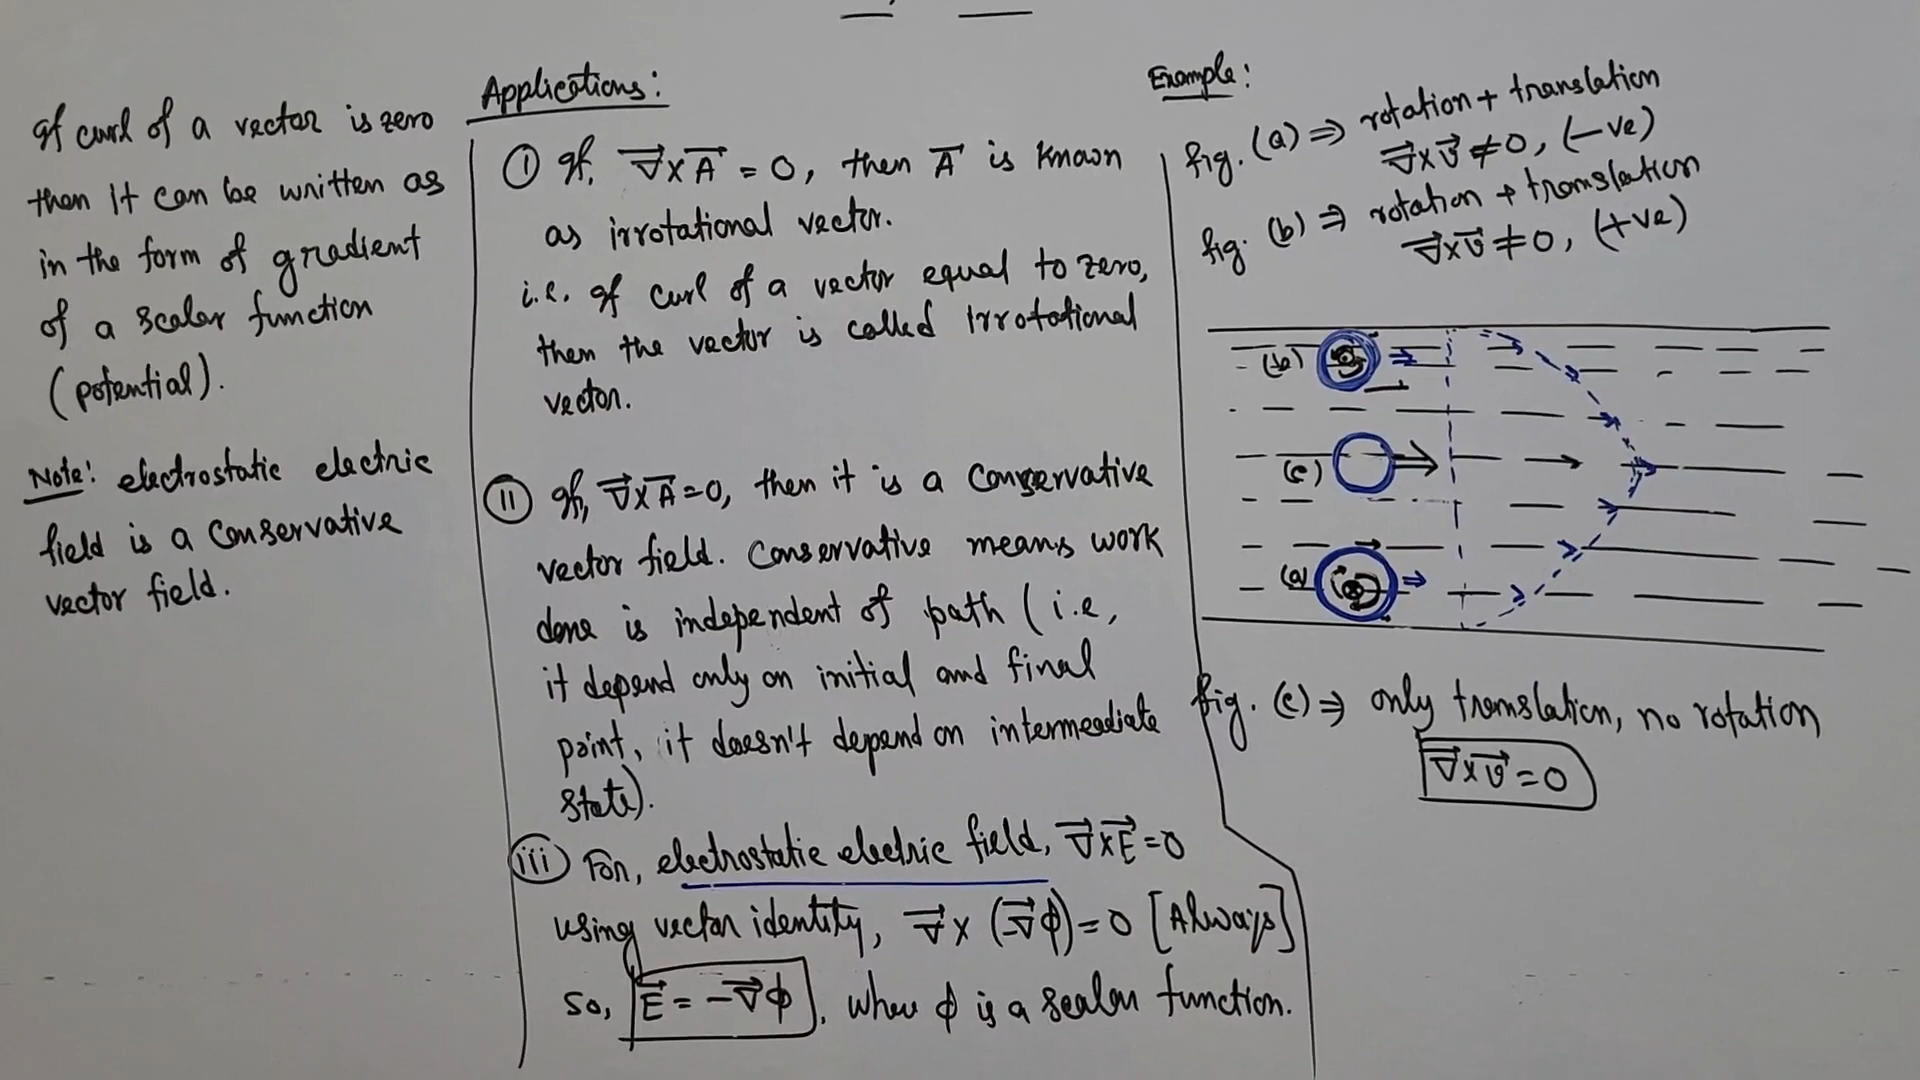 If curl of a vector is zero
then it can be written as
in the form of gradient
of a scalar function
(potential).
Note: electrostatic electric
field is a conservative
vector field.
Applications:
(i) If, ∇⃗×A⃗ = 0, then A⃗ is known
as irrotational vector.
i.e. If curl of a vector equal to zero,
then the vector is called irrotational
vector.
(ii) If, ∇⃗×A⃗=0, then it is a conservative
vector field. Conservative means work
done is independent of path (i.e,
it depend only on initial and final
point, it doesn't depend on intermediate
state).
(iii) For, electrostatic electric field, ∇⃗×E⃗=0
using vector identity, ∇⃗×(∇⃗ϕ)=0 [Always]
So, E⃗ = -∇⃗ϕ, where ϕ is a scalar function.
Example:
fig. (a) ⇒ rotation + translation
∇⃗×v⃗ ≠ 0, (-ve)
fig. (b) ⇒ rotation + translation
∇⃗×v⃗ ≠ 0, (+ve)
(b)
(c)
(a)
fig. (c) ⇒ only translation, no rotation
∇⃗×v⃗ = 0